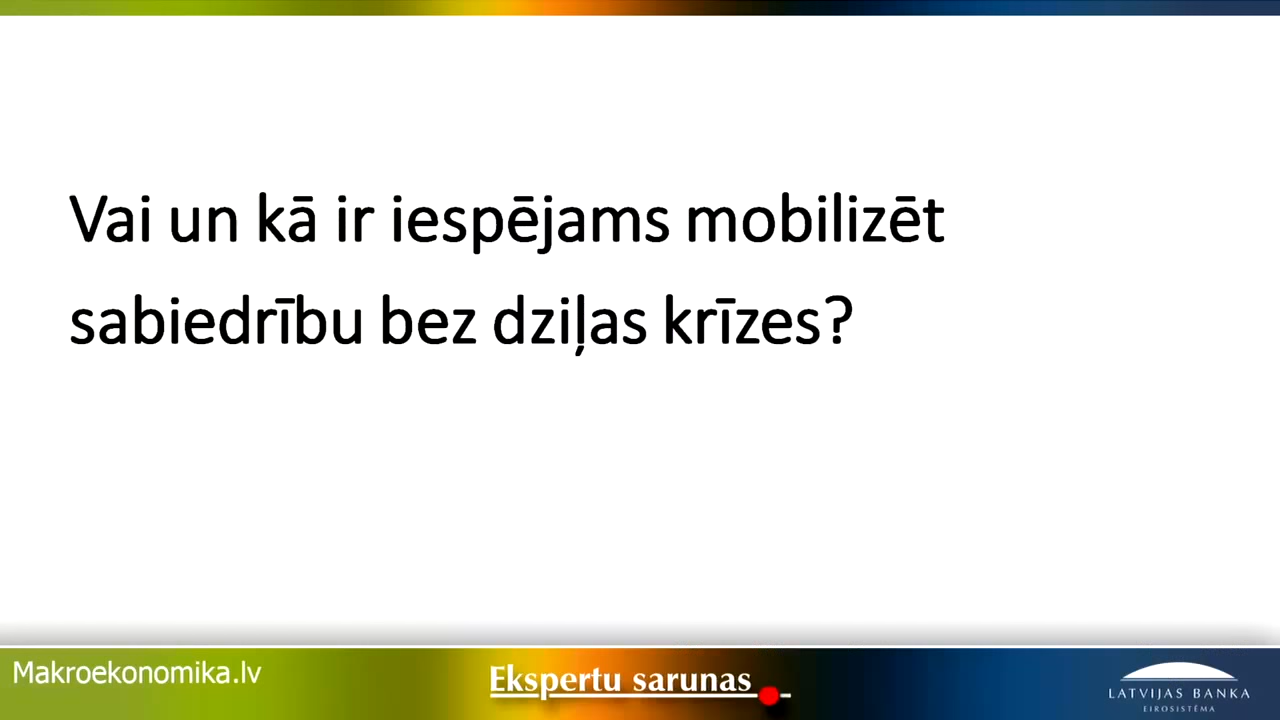 Vai un kā ir iespējams mobilizēt
sabiedrību bez dziļas krīzes?
Makroekonomika.lv
Ekspertu sarunas
LATVIJAS BANKA
EIROSISTĒMA